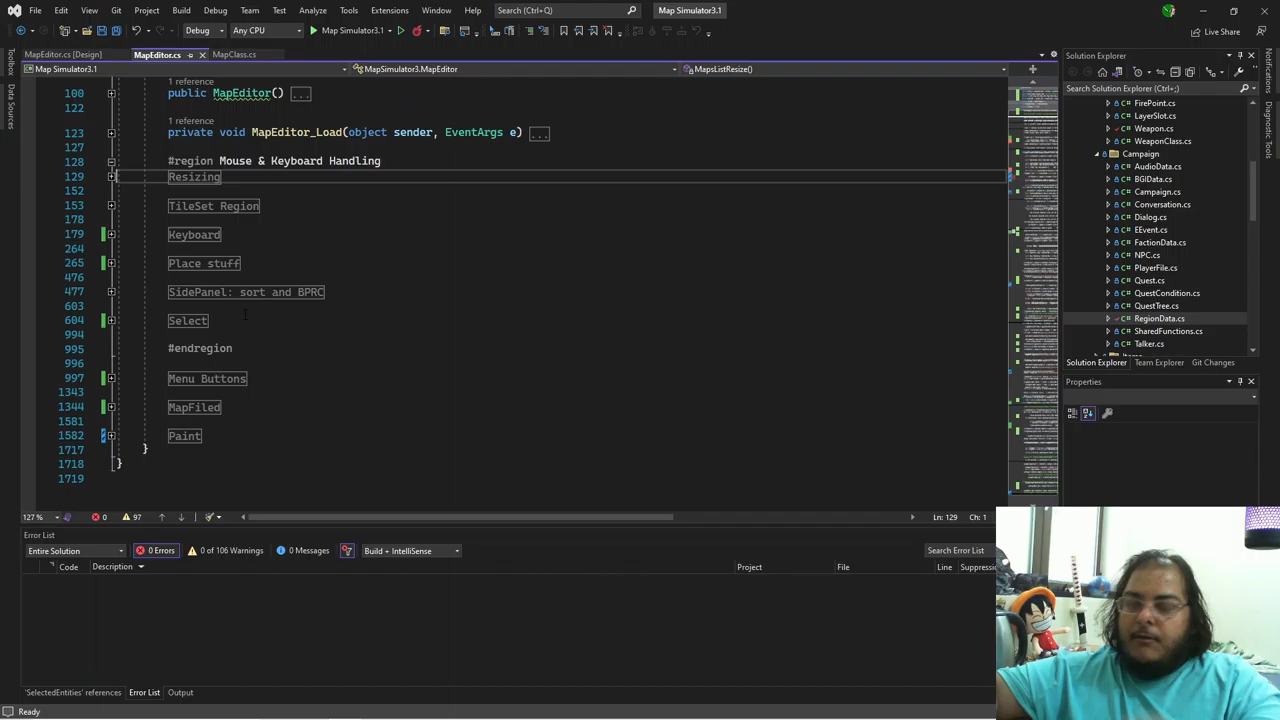 File Edit View Git Project Build Debug Test Analyze Tools Extensions Window Help Search (Ctrl+Q) Map Simulator3.1
Debug Any CPU Map Simulator3.1 Live Share
MapEditor.cs [Design] MapEditor.cs MapClass.cs
Map Simulator3.1 MapSimulator3.MapEditor MapsListResize()
Toolbox
Data Sources
1 reference
100 public MapEditor() ...
122
1 reference
123 private void MapEditor_Load(object sender, EventArgs e) ...
127
128 #region Mouse & Keyboard Handling
129 Resizing
152
153 TileSet Region
178
179 Keyboard
264
265 Place stuff
476
477 SidePanel: sort and BPM
603
604 Select
994
995 #endregion
996
997 Menu Buttons
1343
1344 MapFiled
1581
1582 Paint
1717 }
1718 }
1719
127 % 0 97 Ln: 129 Ch: 1
Error List
Entire Solution 0 Errors 0 of 106 Warnings 0 Messages Build + IntelliSense Search Error List
Code Description Project File Line Suppressio
'SelectedEntities' references Error List Output
Ready
Solution Explorer
Search Solution Explorer (Ctrl+;)
FirePoint.cs
LayerSlot.cs
Weapon.cs
WeaponClass.cs
Campaign
AudioData.cs
BGiData.cs
Campaign.cs
Conversation.cs
Dialog.cs
EEvent.cs
FactionData.cs
NPC.cs
PlayerFile.cs
Quest.cs
QuestCondition.cs
QuestTree.cs
RegionData.cs
SharedFunctions.cs
Talker.cs
Solution Explorer Team Explorer Git Changes
Properties
Notifications